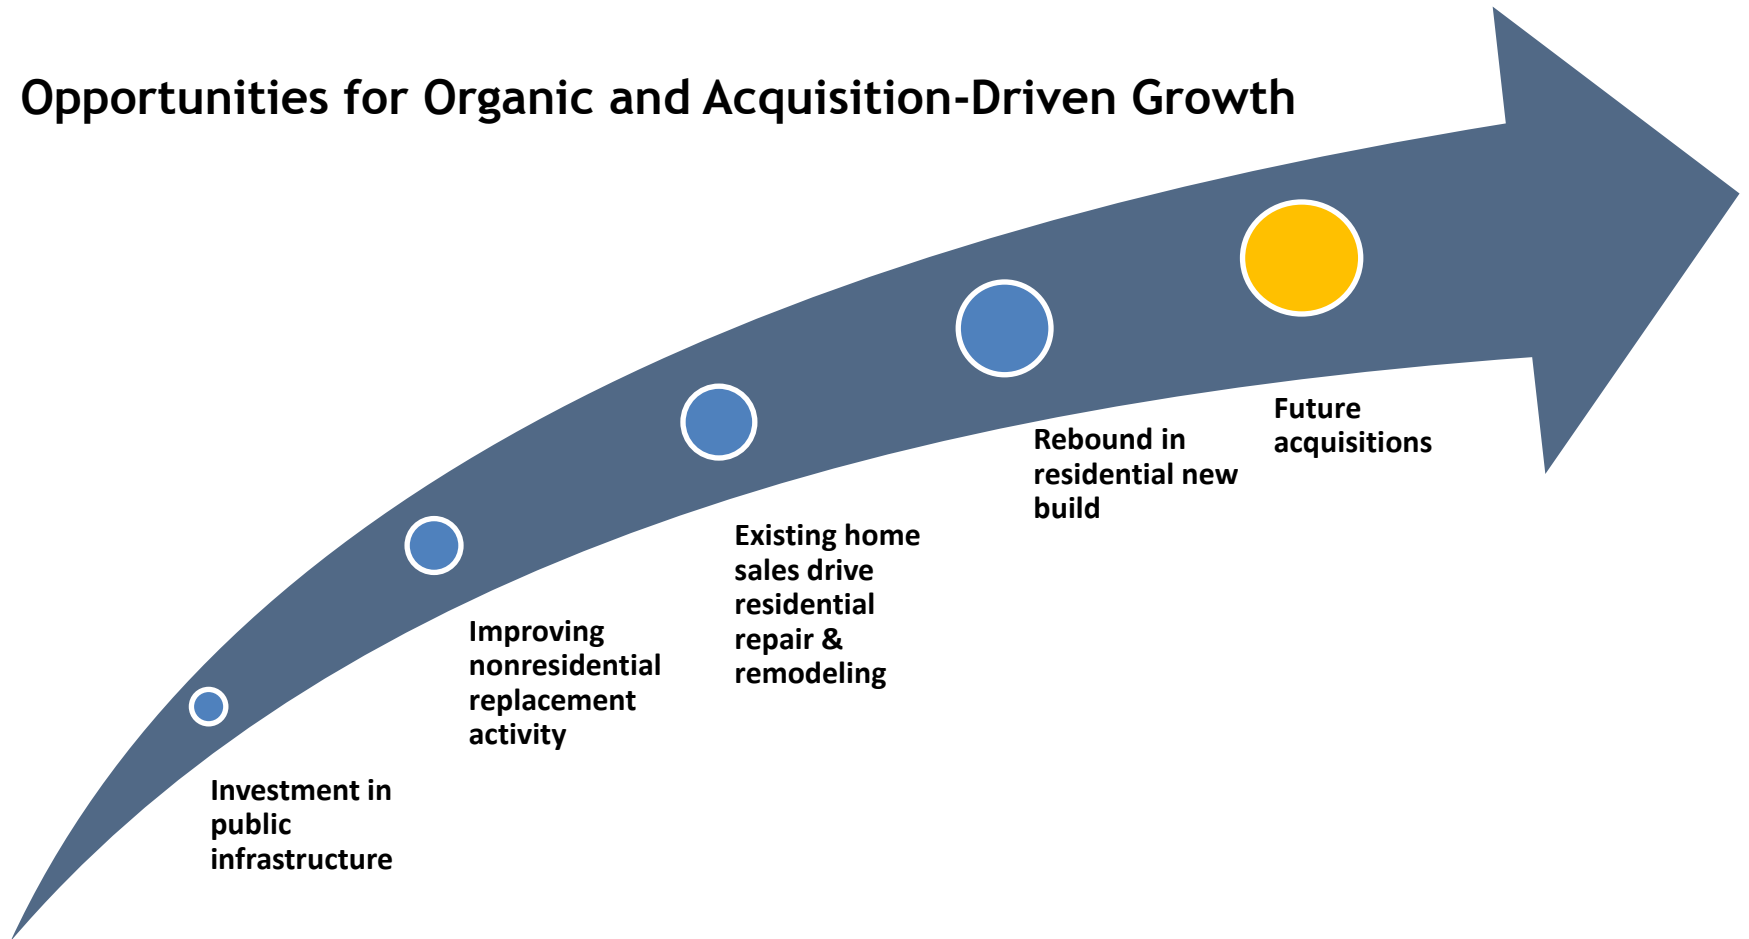 Opportunities for Organic and Acquisition-Driven Growth
Investment in
public
infrastructure
Improving
nonresidential
replacement
activity
Existing home
sales drive
residential
repair &
remodeling
Rebound in
residential new
build
Future
acquisitions